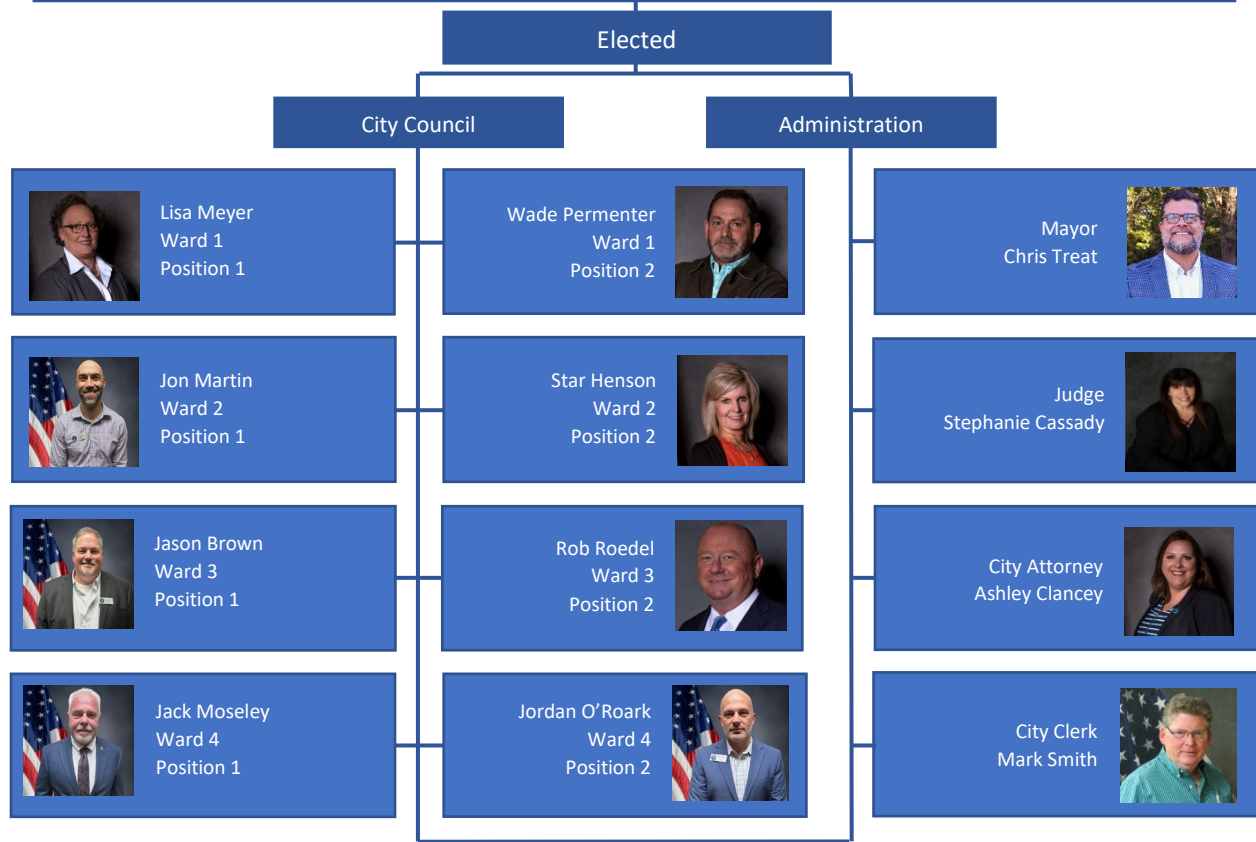 Elected
City Council
Administration
Lisa Meyer
Ward 1
Position 1
Wade Permenter
Ward 1
Position 2
Mayor
Chris Treat
Jon Martin
Ward 2
Position 1
Star Henson
Ward 2
Position 2
Judge
Stephanie Cassady
Jason Brown
Ward 3
Position 1
Rob Roedel
Ward 3
Position 2
City Attorney
Ashley Clancey
Jack Moseley
Ward 4
Position 1
Jordan O’Roark
Ward 4
Position 2
City Clerk
Mark Smith